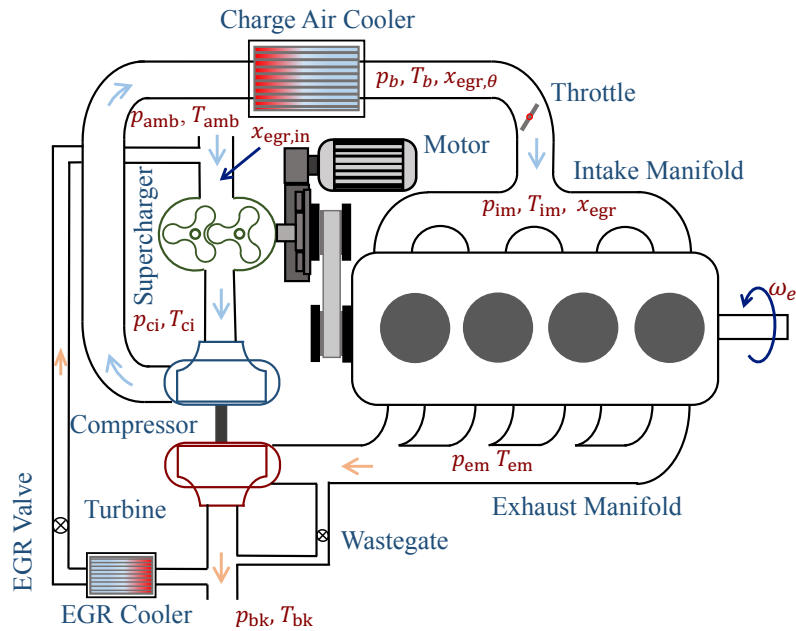 Charge Air Cooler
p_b, T_b, x_egr,θ
Throttle
p_amb, T_amb
x_egr,in
Motor
Intake Manifold
p_im, T_im, x_egr
Supercharger
ω_e
p_ci, T_ci
Compressor
p_em T_em
Exhaust Manifold
EGR Valve
Turbine
Wastegate
EGR Cooler
p_bk, T_bk